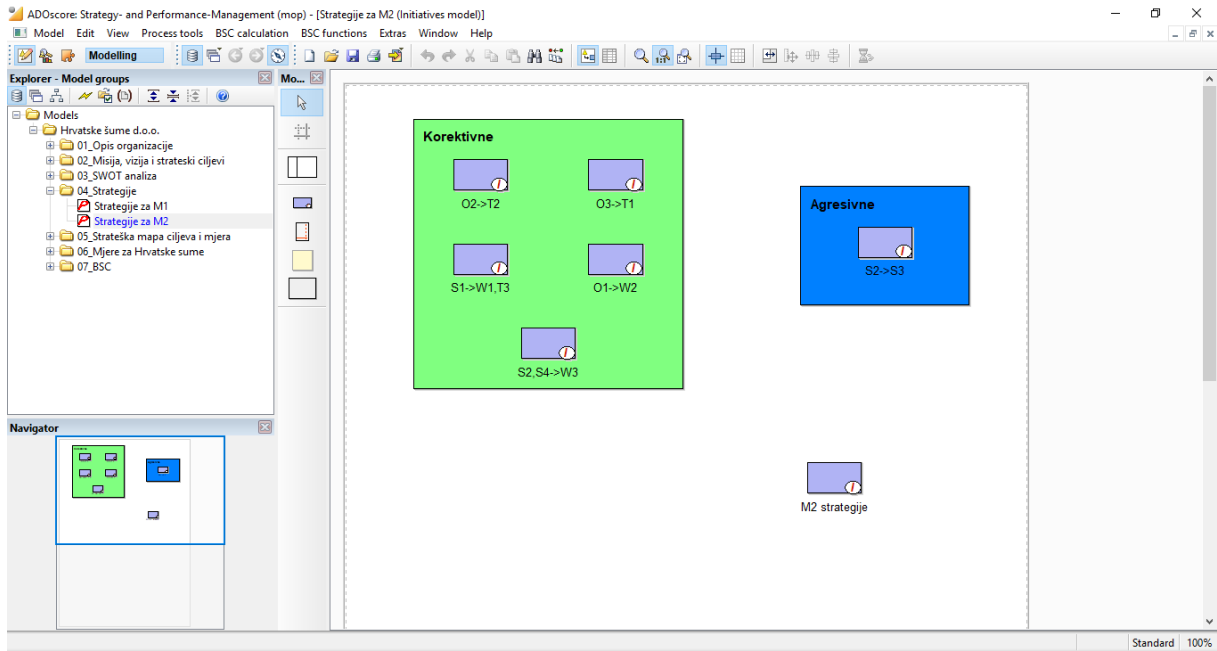 ADOscore: Strategy- and Performance-Management (mop) - [Strategije za M2 (Initiatives model)]
Model Edit View Process tools BSC calculation BSC functions Extras Window Help
Modelling
Explorer - Model groups
Mo...
Models
Hrvatske šume d.o.o.
01_Opis organizacije
02_Misija, vizija i strateski ciljevi
03_SWOT analiza
04_Strategije
Strategije za M1
Strategije za M2
05_Strateška mapa ciljeva i mjera
06_Mjere za Hrvatske sume
07_BSC
Navigator
Korektivne
O2->T2
O3->T1
S1->W1,T3
O1->W2
S2,S4->W3
Agresivne
S2->S3
M2 strategije
Standard 100%